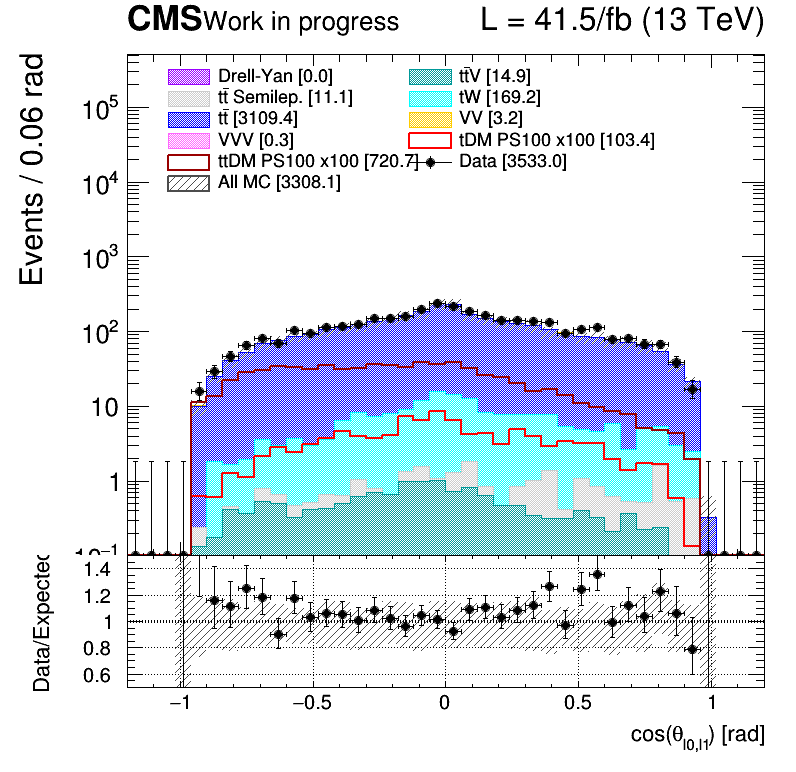 CMS Work in progress L = 41.5/fb (13 TeV)
Drell-Yan [0.0] tt̄V [14.9]
tt̄ Semilep. [11.1] tW [169.2]
tt̄ [3109.4] VV [3.2]
VVV [0.3] tDM PS100 x100 [103.4]
ttDM PS100 x100 [720.7] Data [3533.0]
All MC [3308.1]
Events / 0.06 rad
10⁵
10⁴
10³
10²
10
1
10⁻¹
Data/Expected
1.4
1.2
1
0.8
0.6
−1 −0.5 0 0.5 1
cos(θ_l0,l1) [rad]